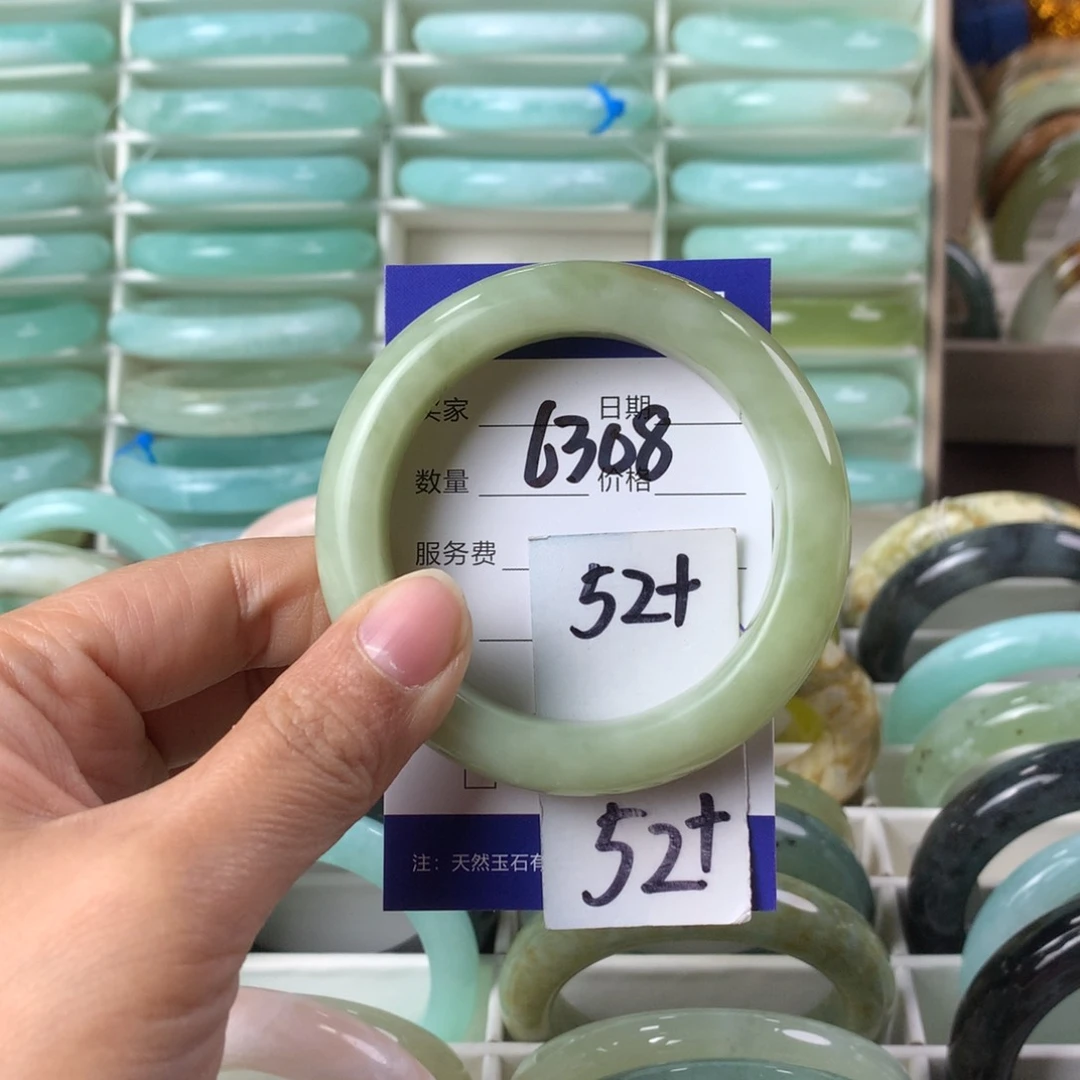 卖家 日期
6308
数量 价格
服务费
52+
52+
注：天然玉石有